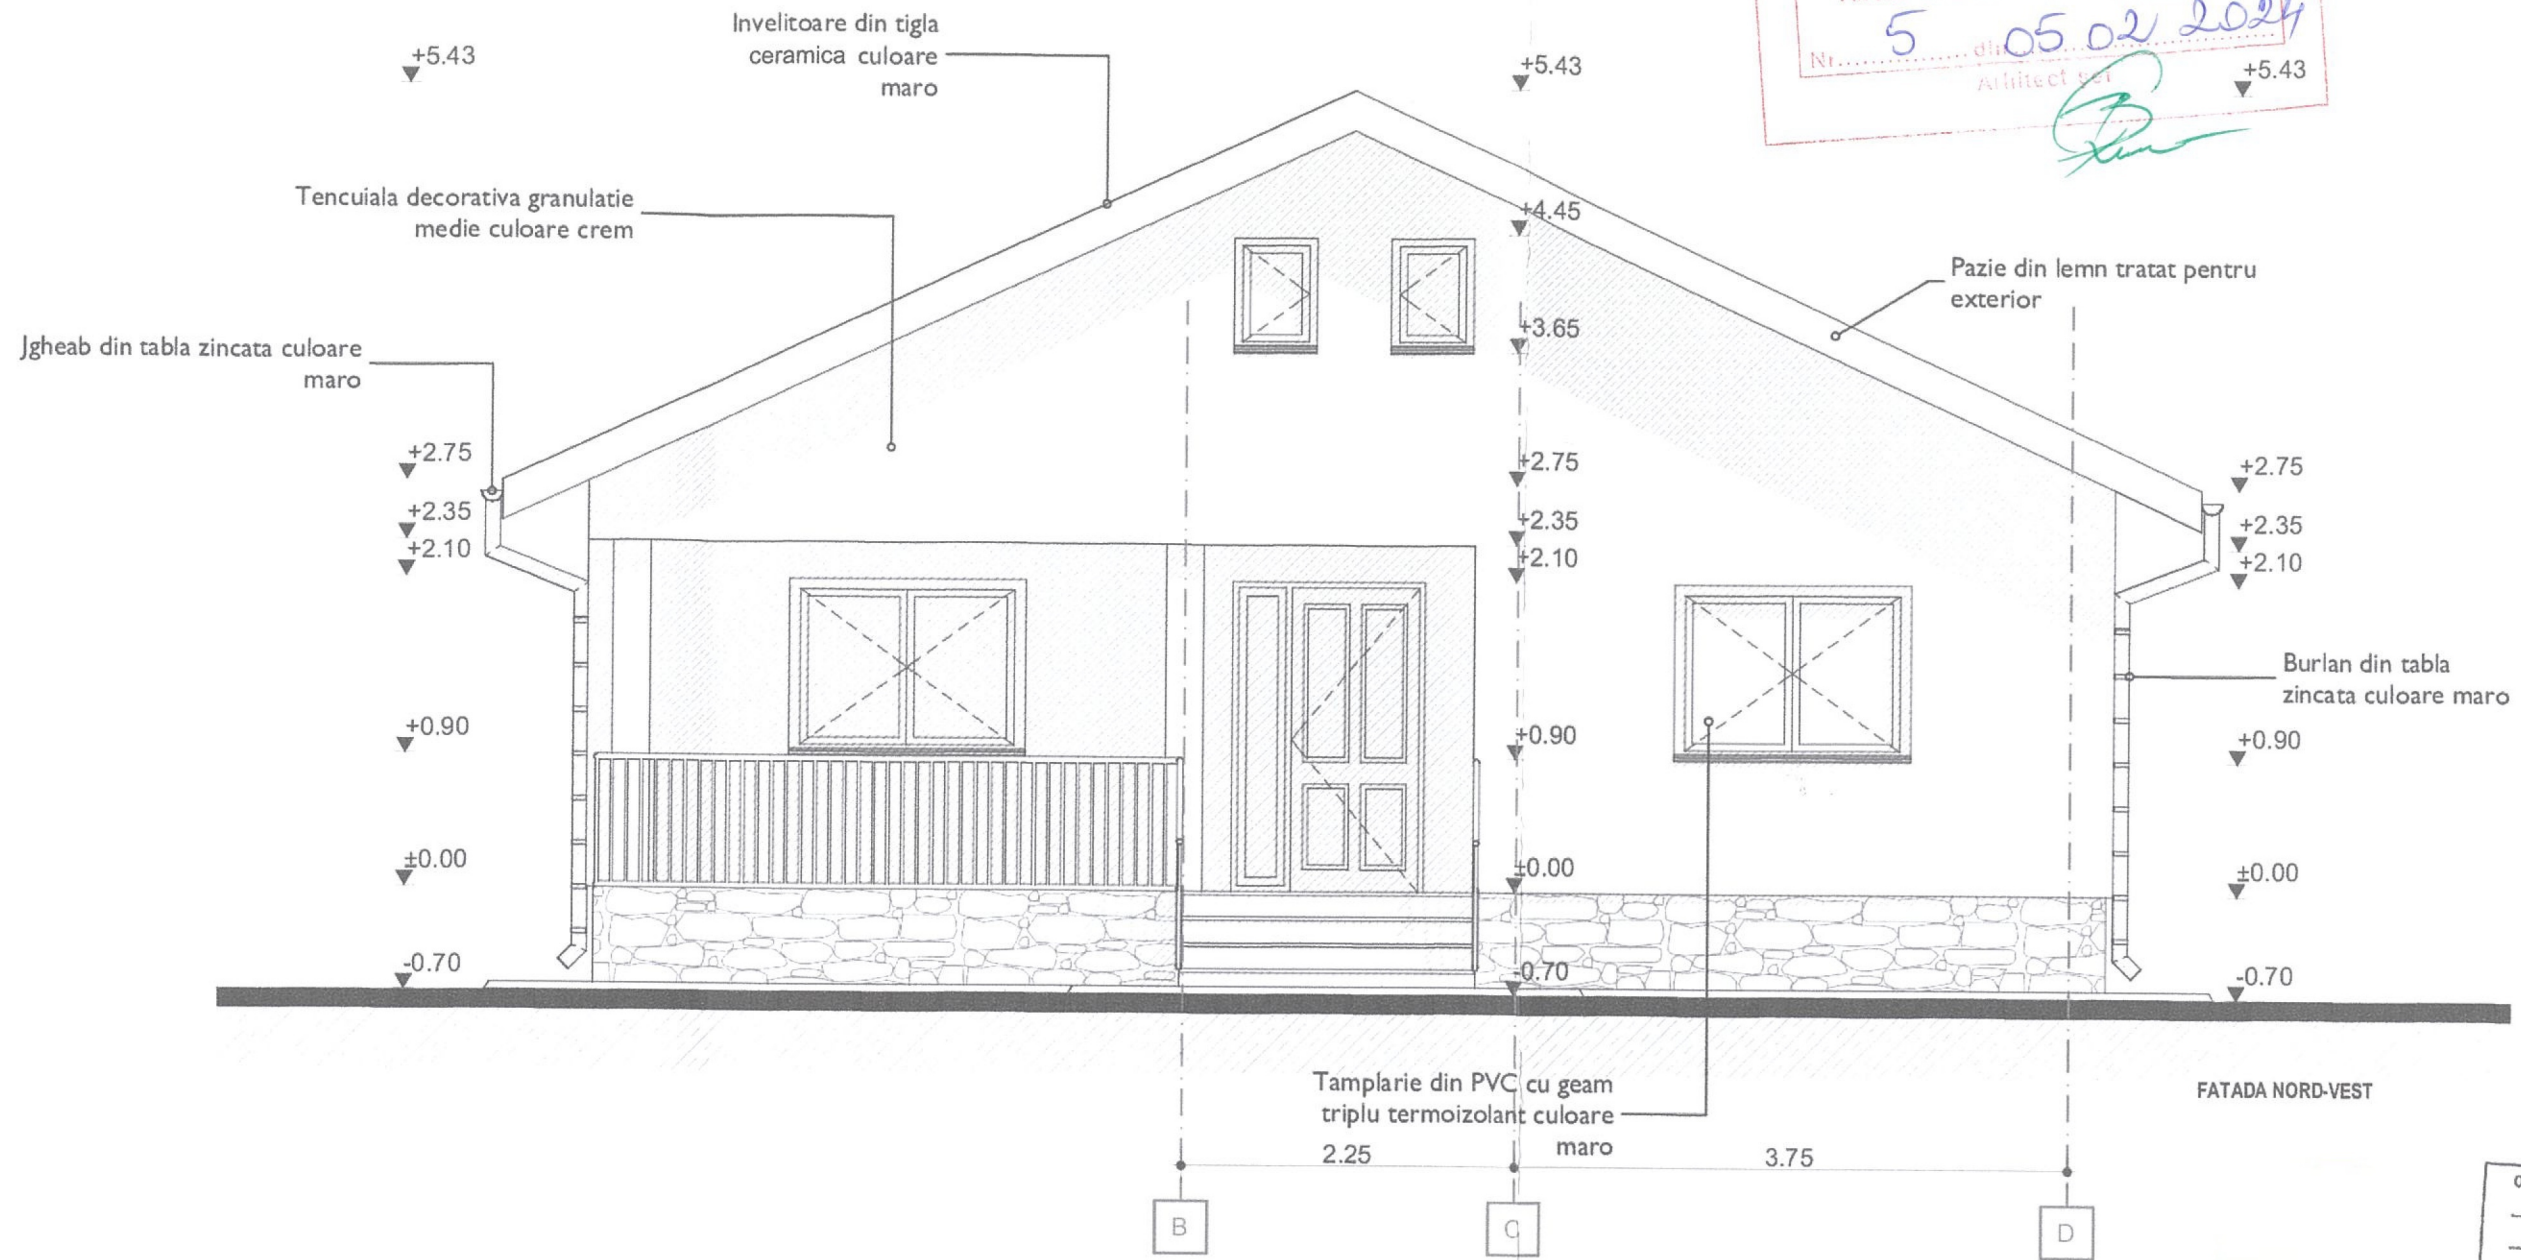 Invelitoare din tigla
ceramica culoare
maro
+5.43
+5.43
Nr. 5 din 05 02 2024
Arhitect sef
+5.43
Tencuiala decorativa granulatie
medie culoare crem
+4.45
Pazie din lemn tratat pentru
exterior
Jgheab din tabla zincata culoare
maro
+3.65
+2.75
+2.75
+2.75
+2.35
+2.35
+2.35
+2.10
+2.10
+2.10
Burlan din tabla
zincata culoare maro
+0.90
+0.90
+0.90
±0.00
±0.00
±0.00
-0.70
-0.70
-0.70
Tamplarie din PVC cu geam
triplu termoizolant culoare
maro
FATADA NORD-VEST
2.25
3.75
B
C
D